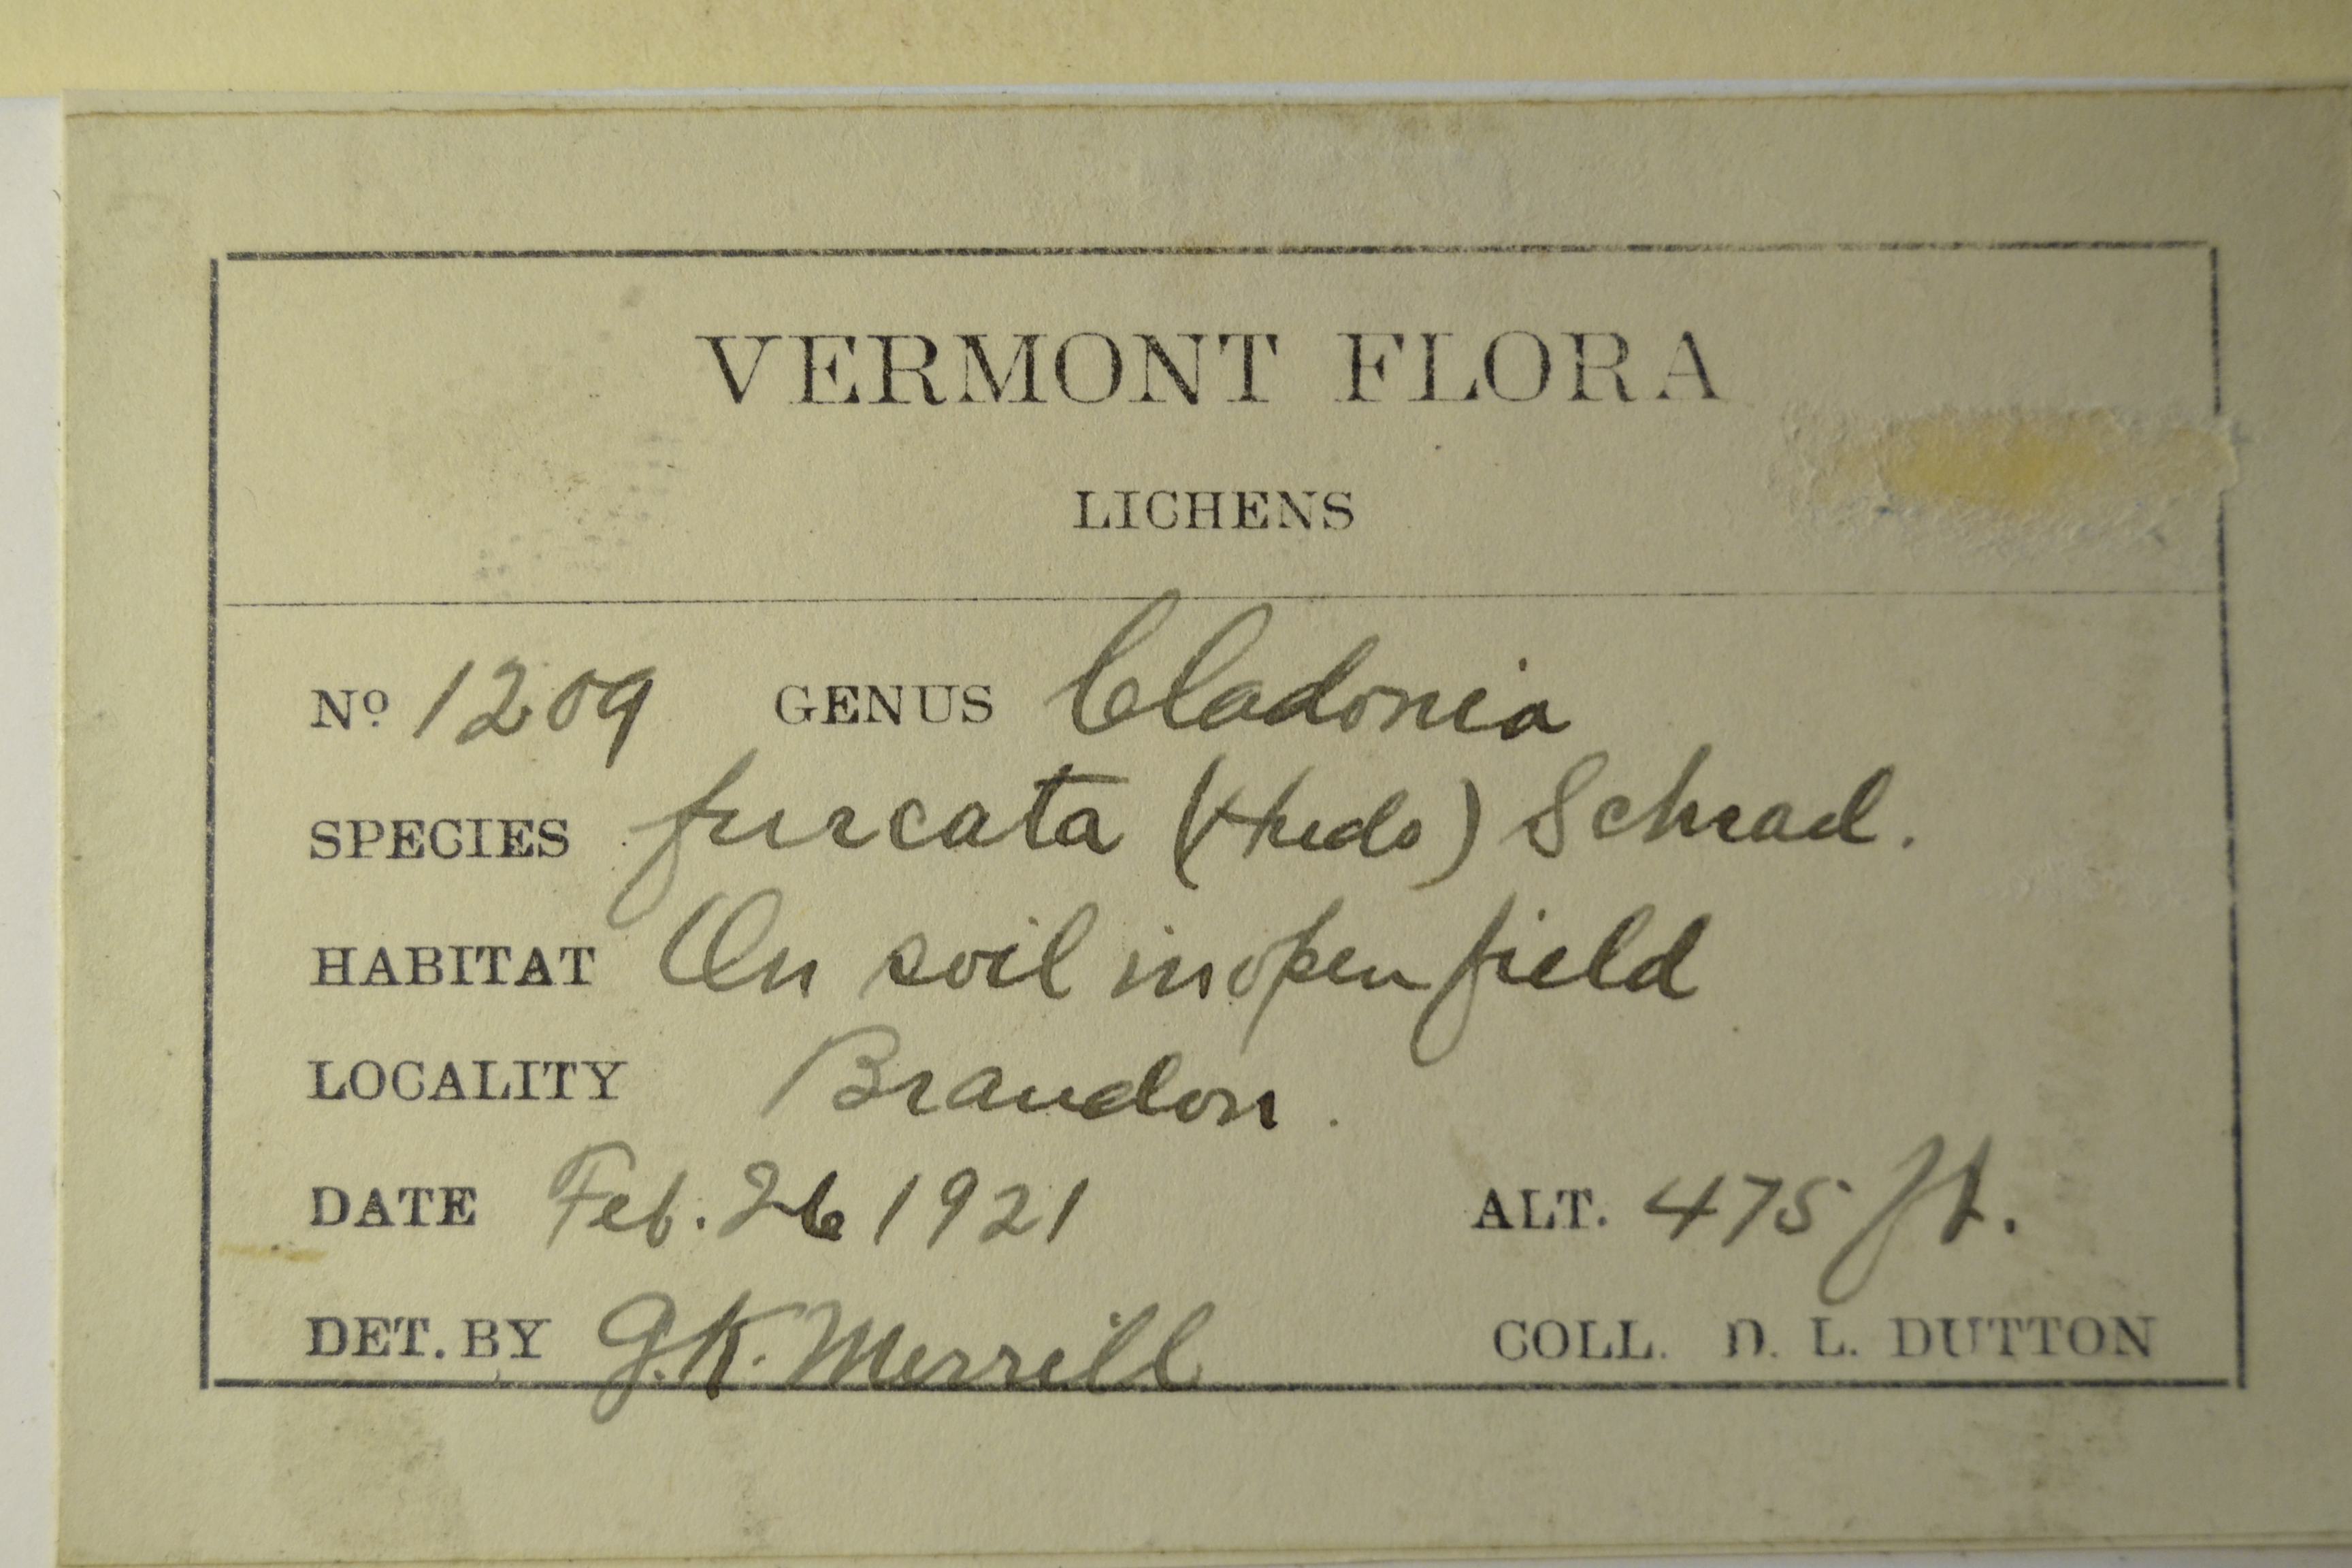 VERMONT FLORA
LICHENS
Nº 1209 GENUS Cladonia
SPECIES furcata (Huds) Schrad.
HABITAT On soil in open field
LOCALITY Brandon.
DATE Feb. 26 1921 ALT. 475 ft.
DET. BY G.K. Merrill COLL. D. L. DUTTON